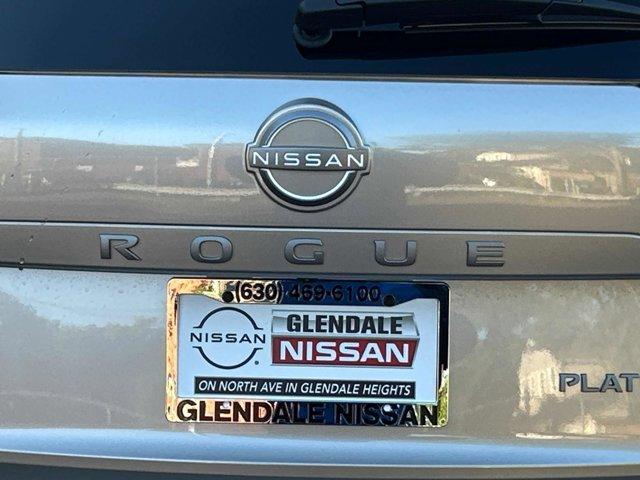 NISSAN
ROGUE
(630) 469-6100
NISSAN
GLENDALE
NISSAN
ON NORTH AVE IN GLENDALE HEIGHTS
GLENDALE NISSAN
PLAT